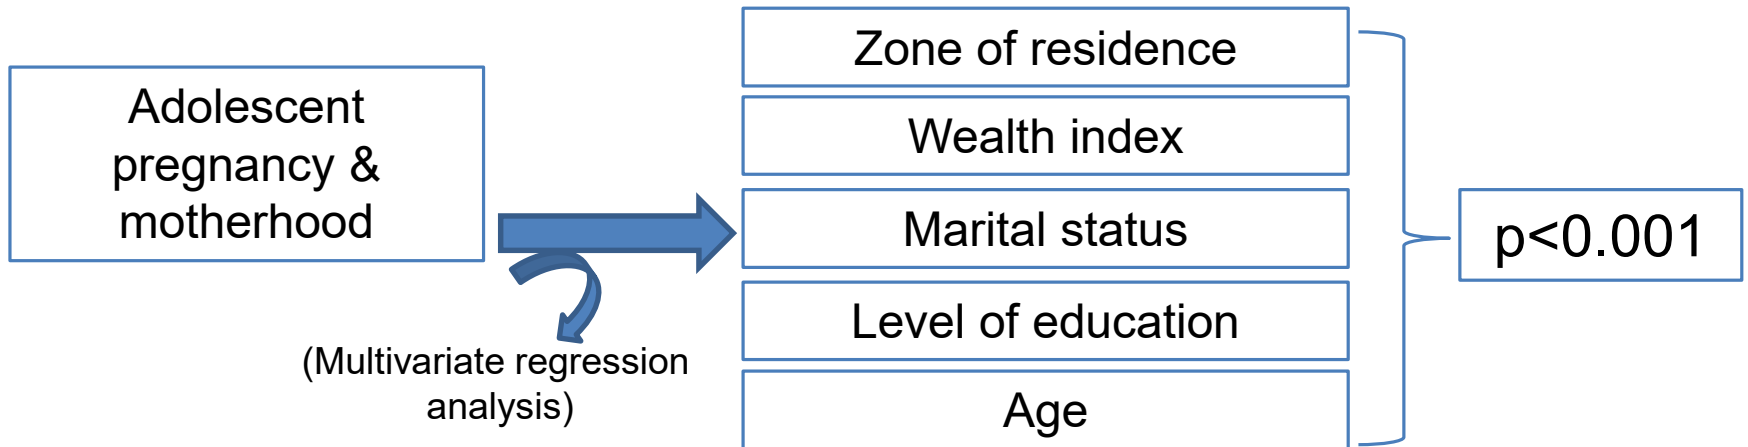 Adolescent
pregnancy &
motherhood
(Multivariate regression
analysis)
Zone of residence
Wealth index
Marital status
Level of education
Age
p<0.001